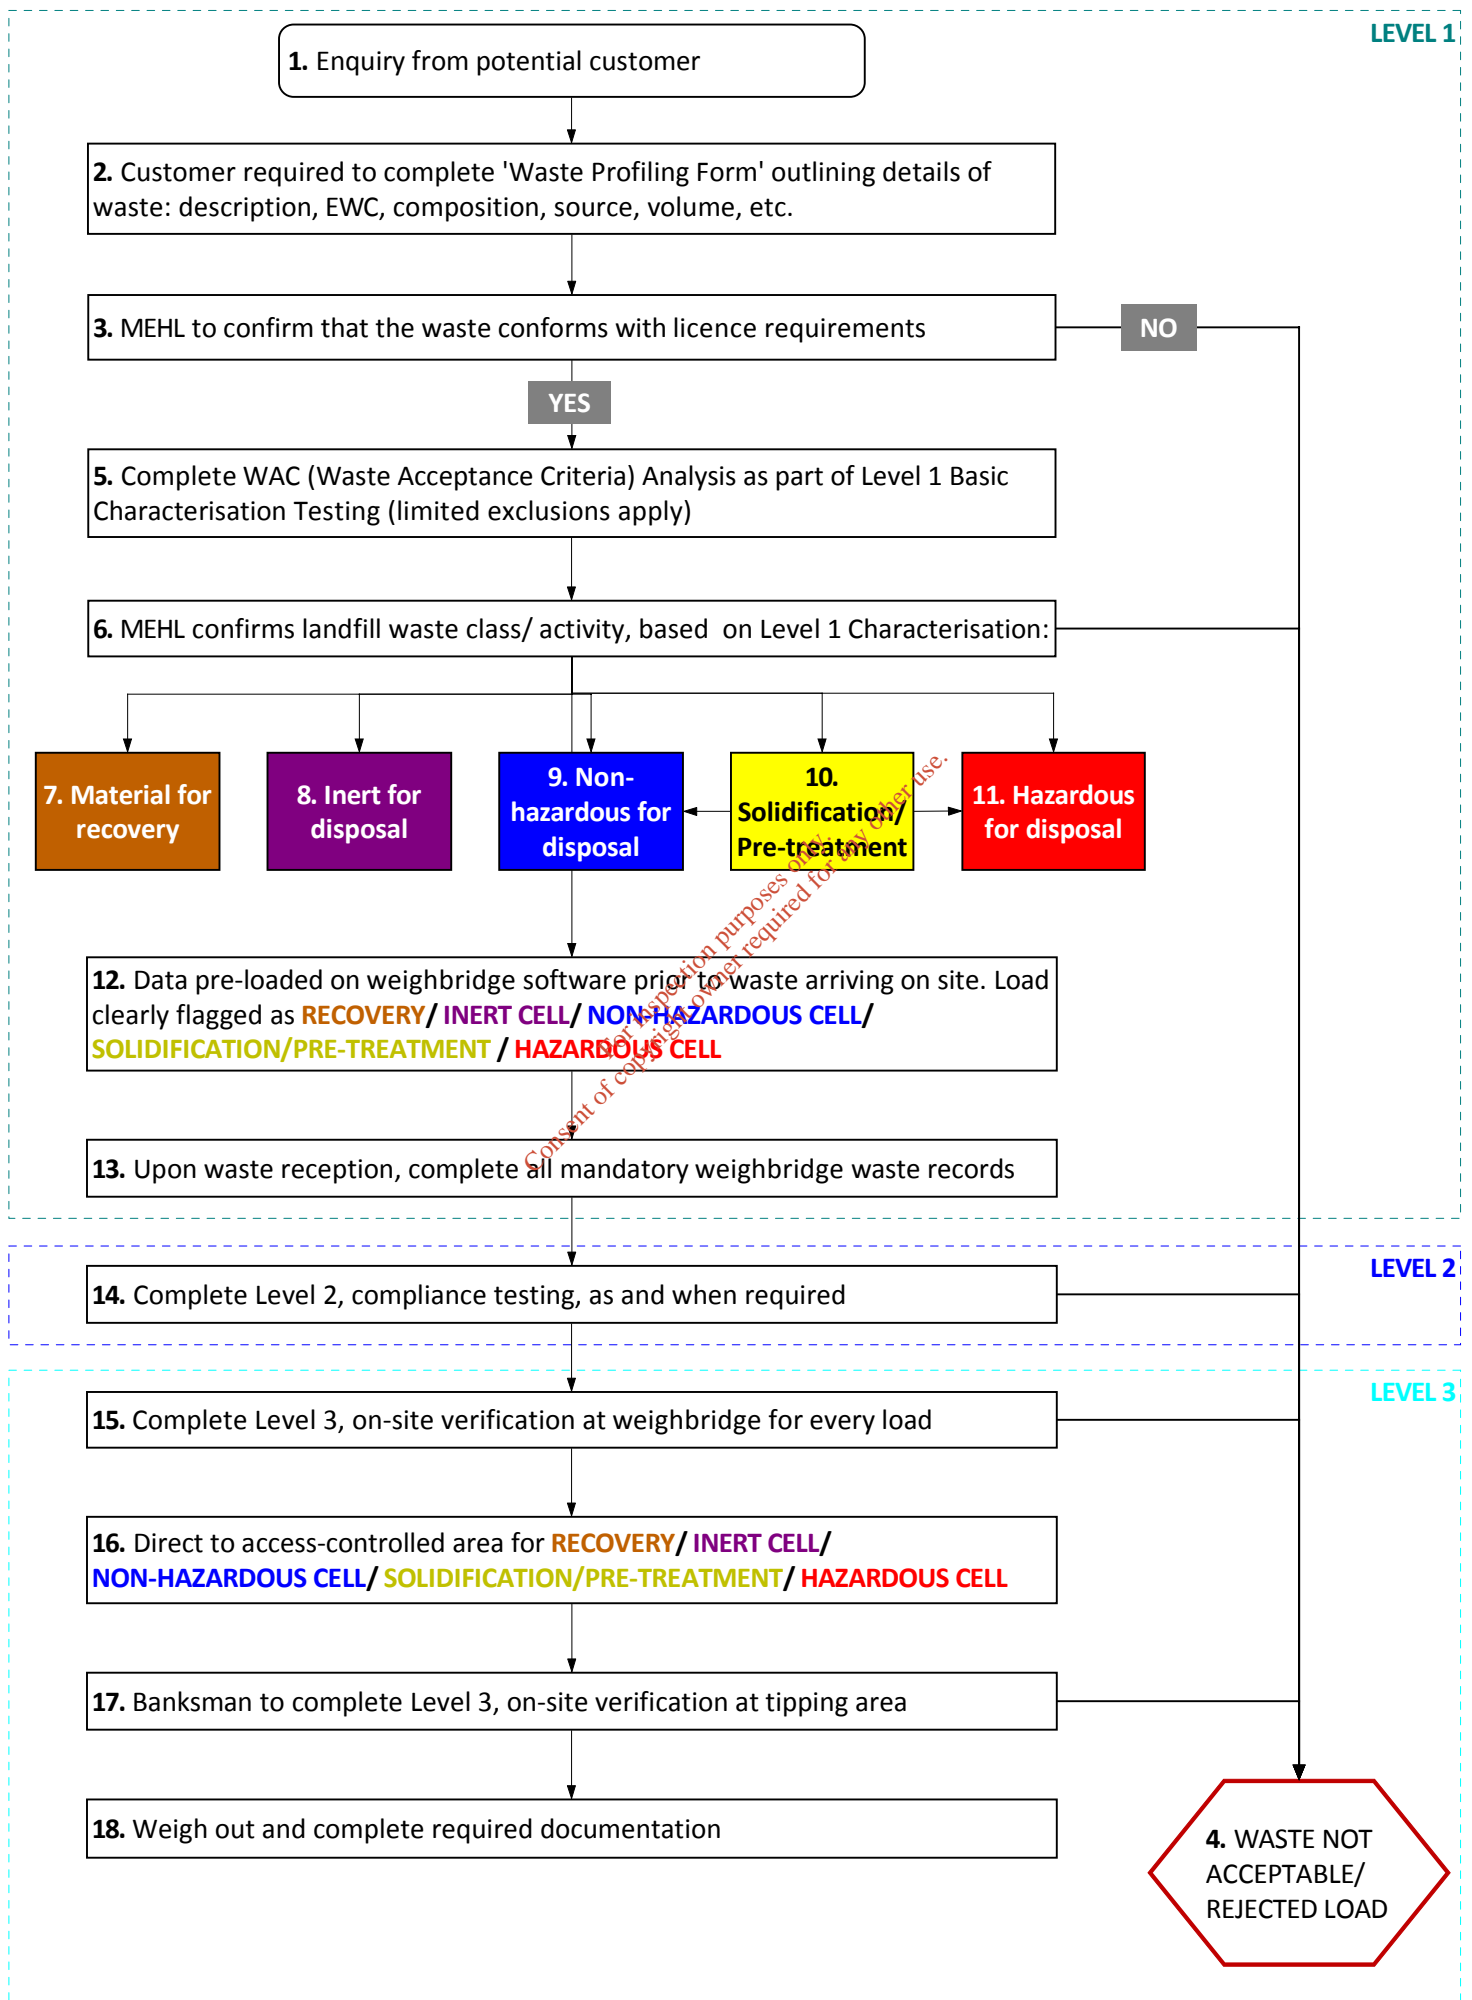 LEVEL 1
1. Enquiry from potential customer
2. Customer required to complete 'Waste Profiling Form' outlining details of
waste: description, EWC, composition, source, volume, etc.
3. MEHL to confirm that the waste conforms with licence requirements
NO
YES
5. Complete WAC (Waste Acceptance Criteria) Analysis as part of Level 1 Basic
Characterisation Testing (limited exclusions apply)
6. MEHL confirms landfill waste class/ activity, based  on Level 1 Characterisation:
7. Material for
recovery
8. Inert for
disposal
9. Non-
hazardous for
disposal
10.
Solidification/
Pre-treatment
11. Hazardous
for disposal
For inspection purposes only.
Consent of copyright owner required for any other use.
12. Data pre-loaded on weighbridge software prior to waste arriving on site. Load
clearly flagged as RECOVERY/ INERT CELL/ NON-HAZARDOUS CELL/
SOLIDIFICATION/PRE-TREATMENT / HAZARDOUS CELL
13. Upon waste reception, complete all mandatory weighbridge waste records
LEVEL 2
14. Complete Level 2, compliance testing, as and when required
LEVEL 3
15. Complete Level 3, on-site verification at weighbridge for every load
16. Direct to access-controlled area for RECOVERY/ INERT CELL/
NON-HAZARDOUS CELL/ SOLIDIFICATION/PRE-TREATMENT/ HAZARDOUS CELL
17. Banksman to complete Level 3, on-site verification at tipping area
18. Weigh out and complete required documentation
4. WASTE NOT
ACCEPTABLE/
REJECTED LOAD